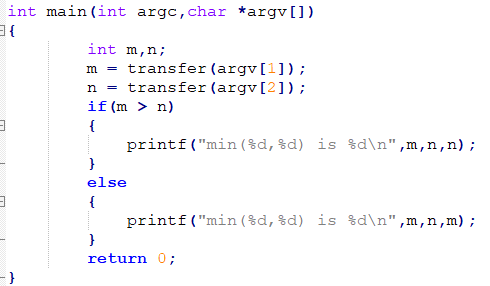 int main(int argc,char *argv[])
{
int m,n;
m = transfer(argv[1]);
n = transfer(argv[2]);
if(m > n)
{
printf("min(%d,%d) is %d\n",m,n,n);
}
else
{
printf("min(%d,%d) is %d\n",m,n,m);
}
return 0;
}